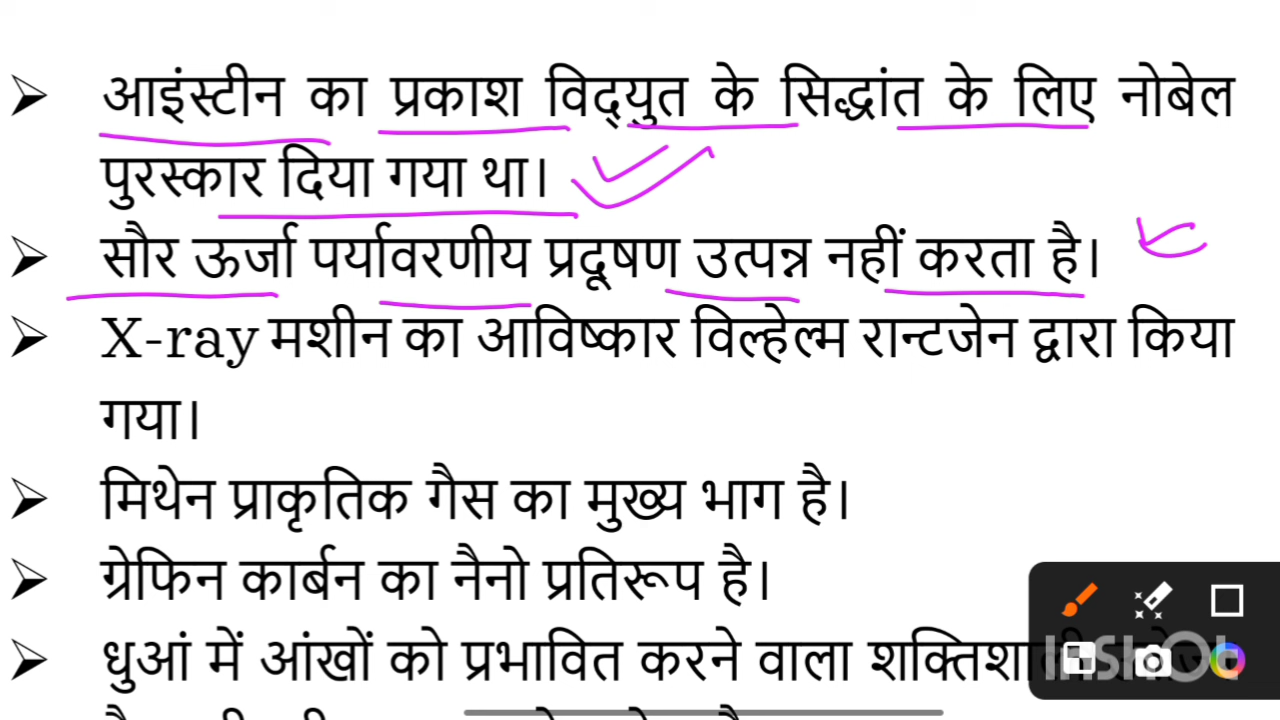 ➢ आइंस्टीन का प्रकाश विद्युत के सिद्धांत के लिए नोबेल
पुरस्कार दिया गया था।
➢ सौर ऊर्जा पर्यावरणीय प्रदूषण उत्पन्न नहीं करता है।
➢ X-ray मशीन का आविष्कार विल्हेल्म रान्टजेन द्वारा किया
गया।
➢ मिथेन प्राकृतिक गैस का मुख्य भाग है।
➢ ग्रेफिन कार्बन का नैनो प्रतिरूप है।
➢ धुआं में आंखों को प्रभावित करने वाला
InShOt